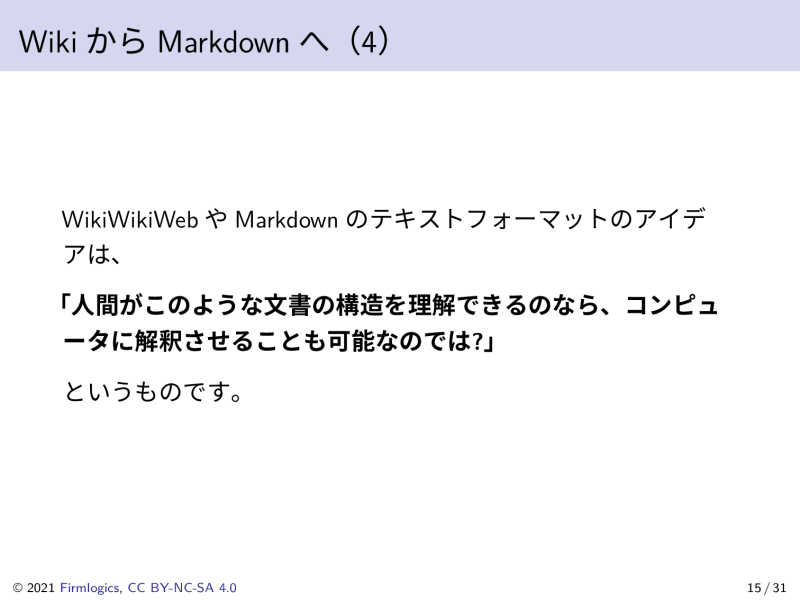 Wiki から Markdown へ（4）
WikiWikiWeb や Markdown のテキストフォーマットのアイデ
アは、
「人間がこのような文書の構造を理解できるのなら、コンピュ
ータに解釈させることも可能なのでは?」
というものです。
© 2021 Firmlogics, CC BY-NC-SA 4.0
15 / 31